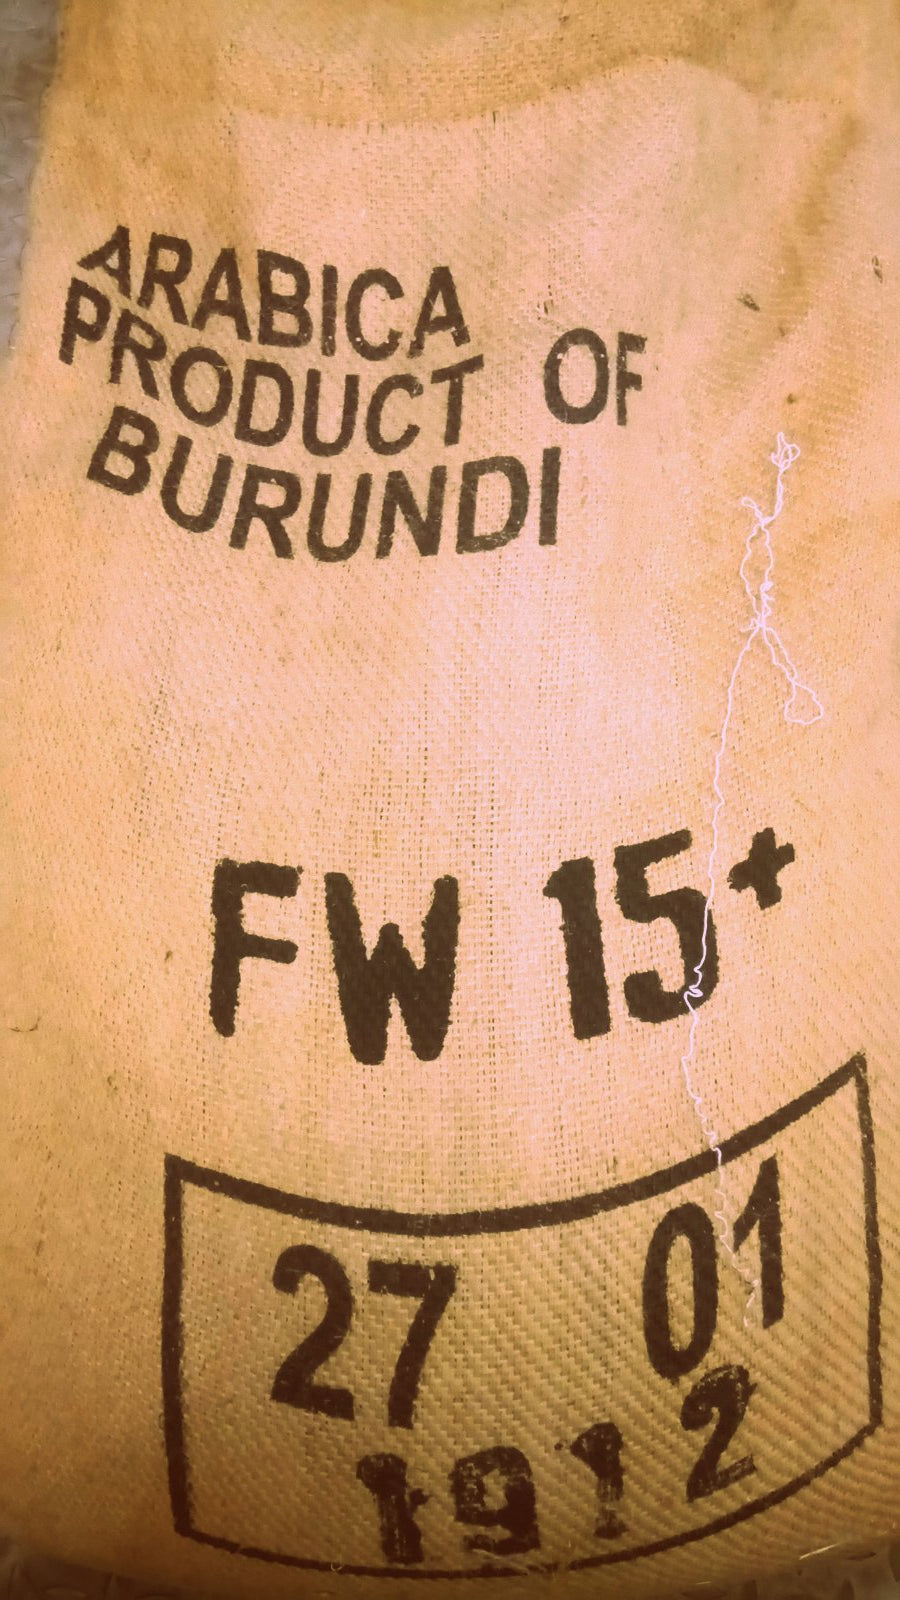 ARABICA
PRODUCT OF
BURUNDI
FW 15+
27 01
1912